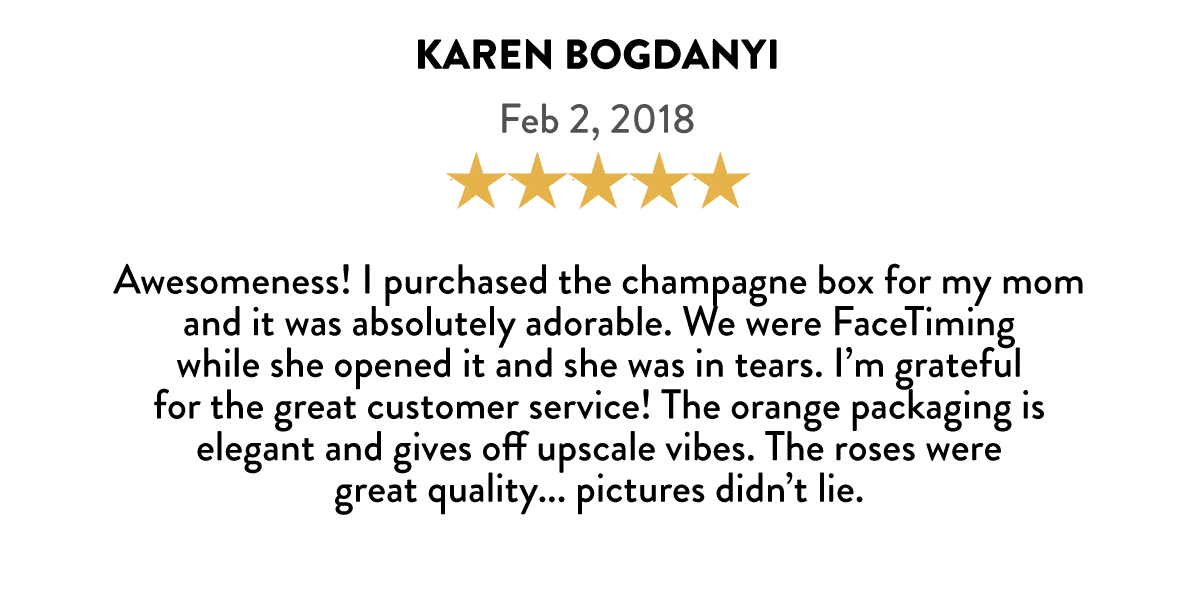 KAREN BOGDANYI
Feb 2, 2018
Awesomeness! I purchased the champagne box for my mom
and it was absolutely adorable. We were FaceTiming
while she opened it and she was in tears. I’m grateful
for the great customer service! The orange packaging is
elegant and gives off upscale vibes. The roses were
great quality... pictures didn’t lie.